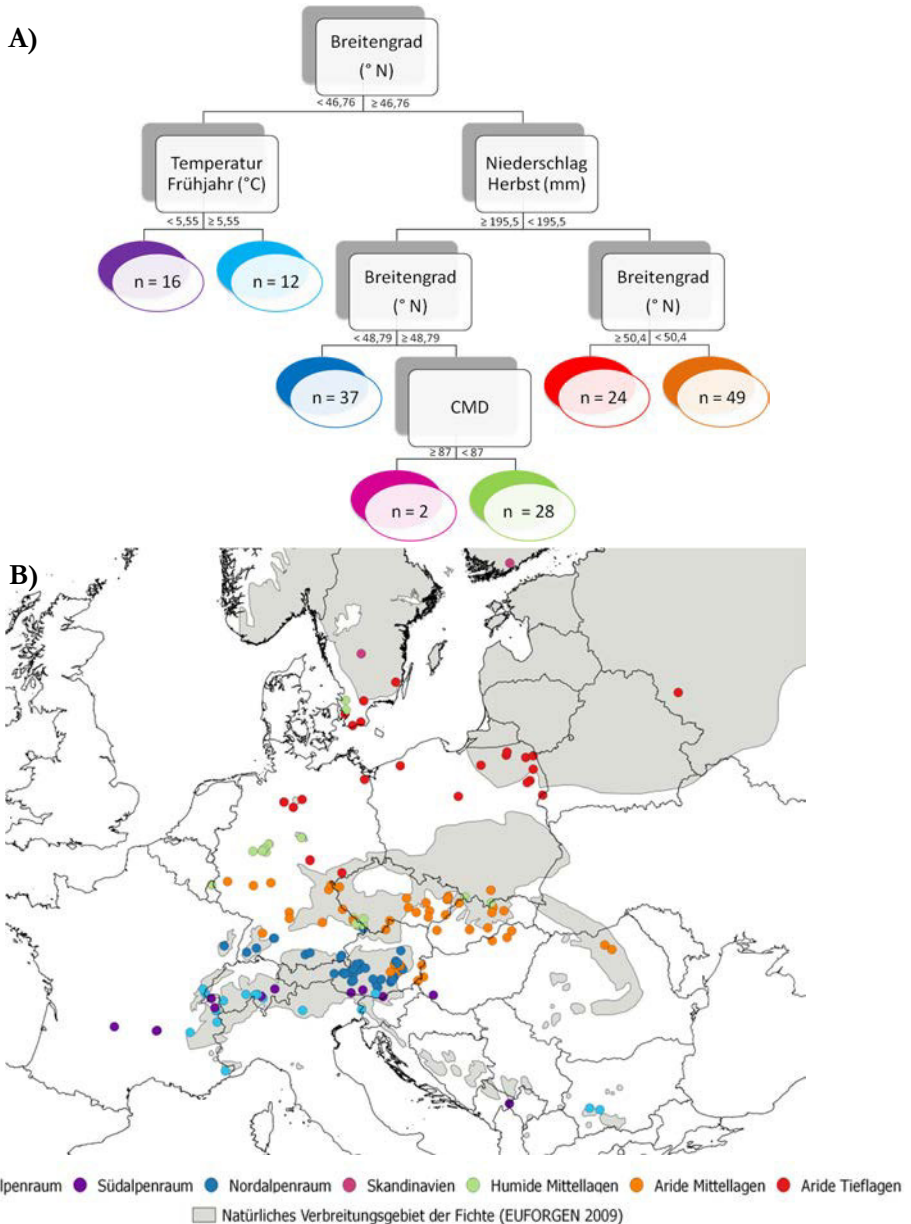 A)
Breitengrad
(° N)
< 46,76 ≥ 46,76
Temperatur
Frühjahr (°C)
Niederschlag
Herbst (mm)
< 5,55 ≥ 5,55
≥ 195,5 < 195,5
n = 16
n = 12
Breitengrad
(° N)
Breitengrad
(° N)
< 48,79 ≥ 48,79
≥ 50,4 < 50,4
n = 37
CMD
n = 24
n = 49
≥ 87 < 87
n = 2
n = 28
B)
lpenraum Südalpenraum Nordalpenraum Skandinavien Humide Mittellagen Aride Mittellagen Aride Tieflagen
Natürliches Verbreitungsgebiet der Fichte (EUFORGEN 2009)